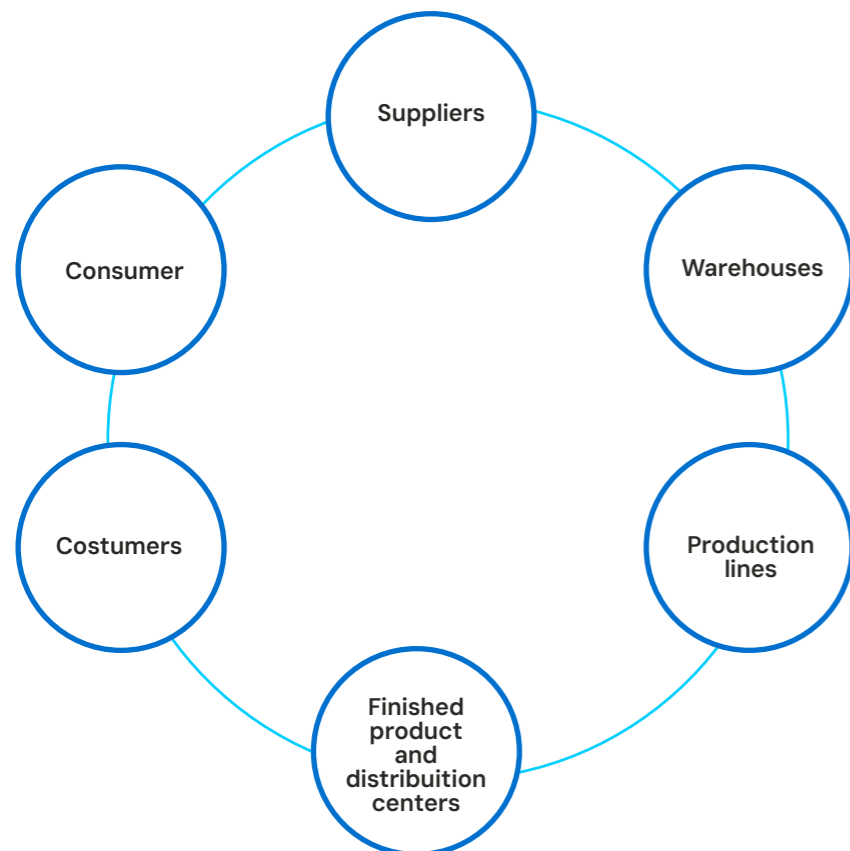 Suppliers
Warehouses
Production
lines
Finished
product
and
distribuition
centers
Costumers
Consumer